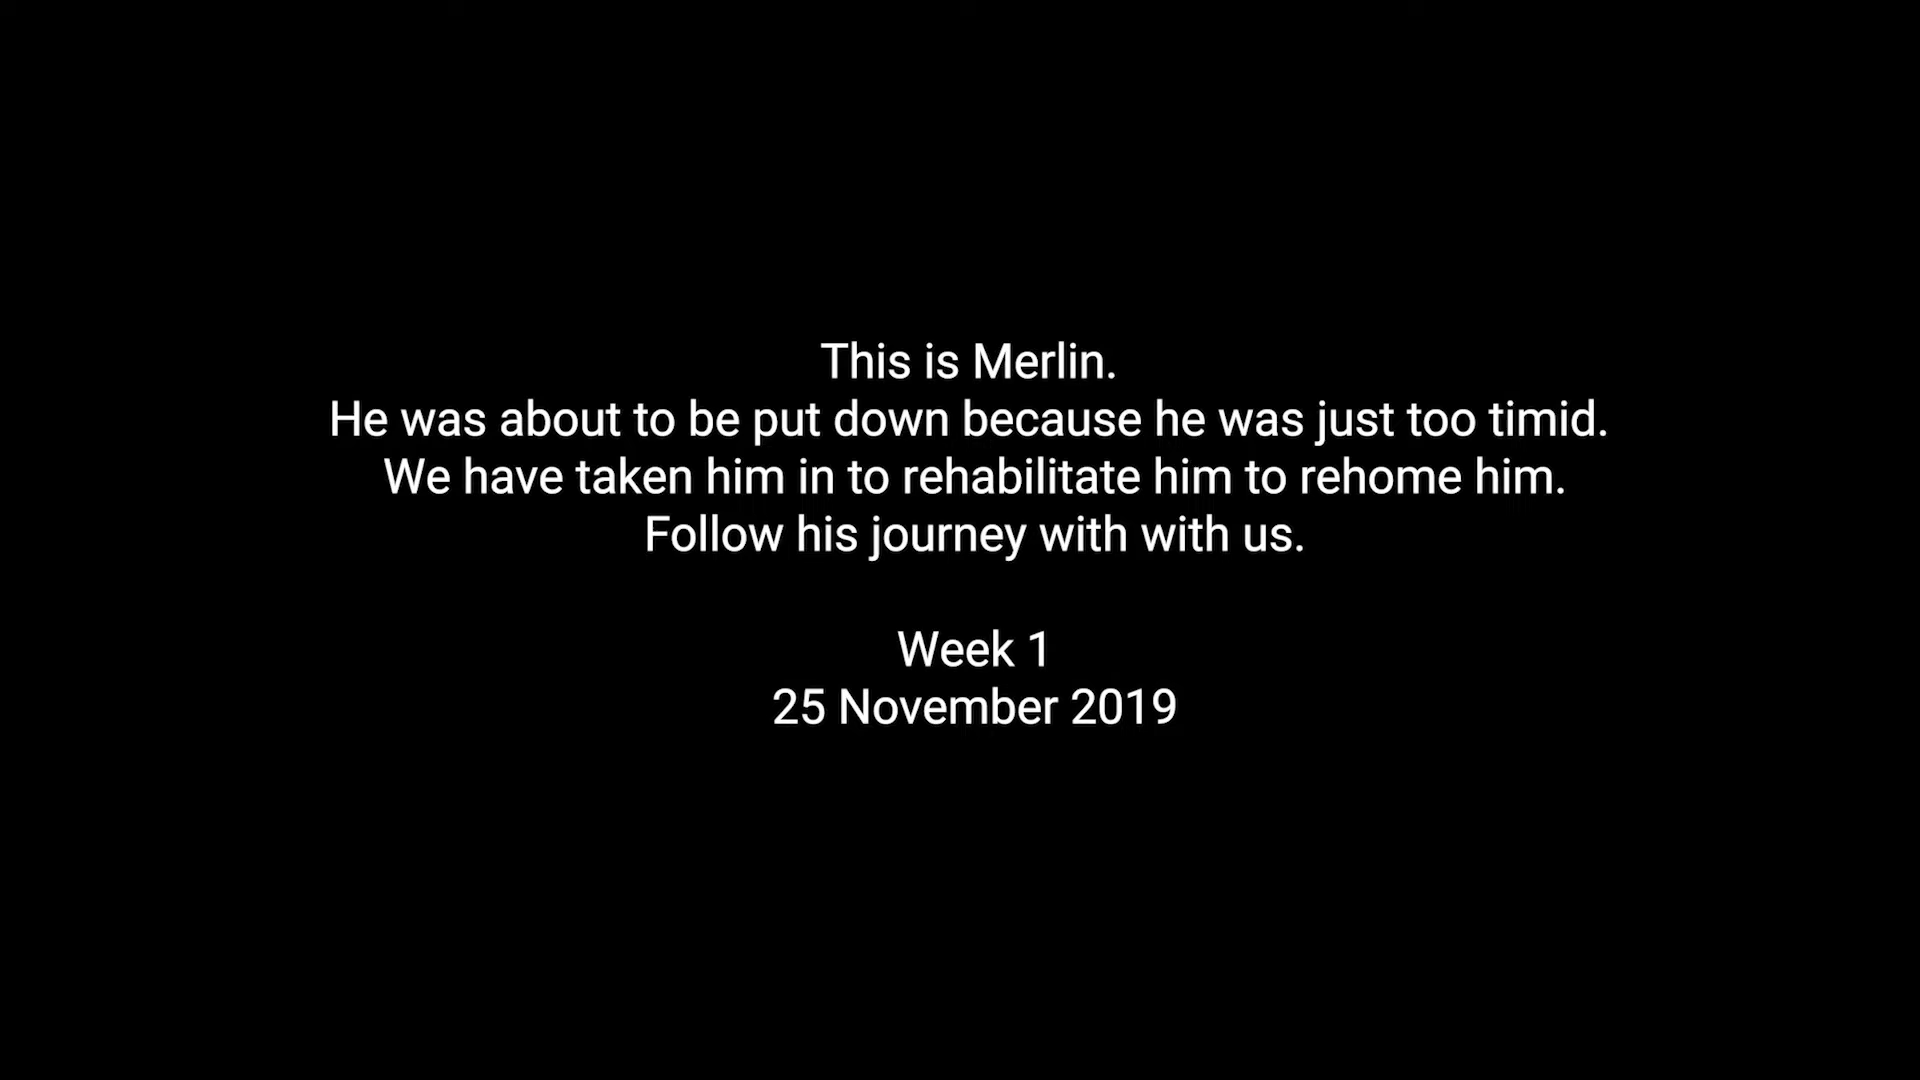 This is Merlin.
He was about to be put down because he was just too timid.
We have taken him in to rehabilitate him to rehome him.
Follow his journey with with us.
Week 1
25 November 2019